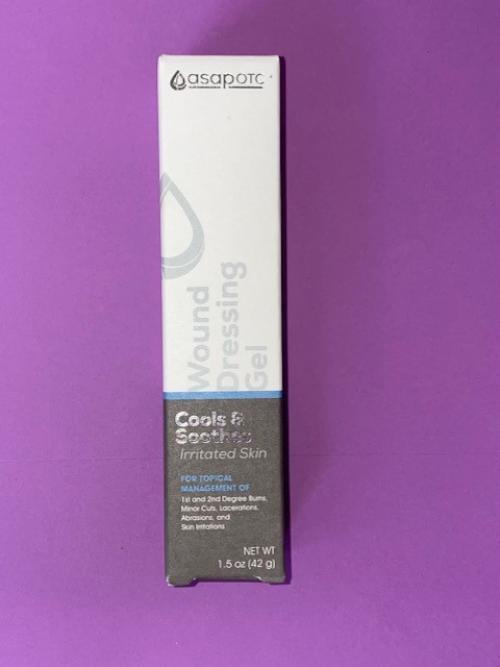 asapOTC
Wound
Dressing
Gel
Cools &
Soothes
Irritated Skin
FOR TOPICAL
MANAGEMENT OF
1st and 2nd Degree Burns,
Minor Cuts, Lacerations,
Abrasions, and
Skin Irritations
NET WT
1.5 oz (42 g)